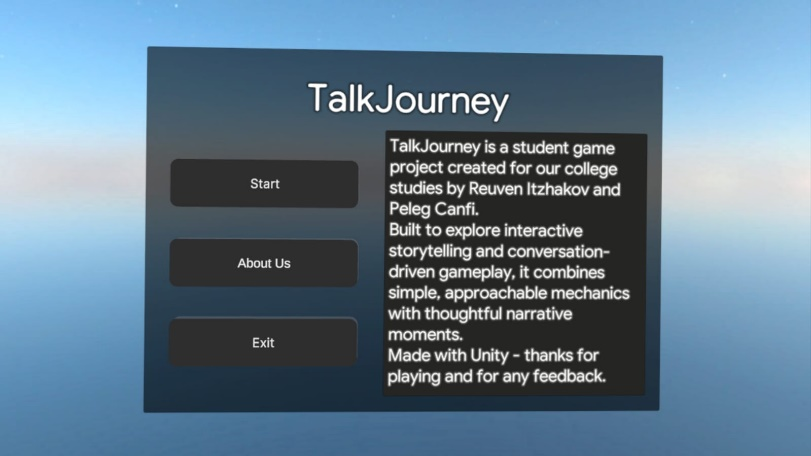 TalkJourney
Start
About Us
Exit
TalkJourney is a student game
project created for our college
studies by Reuven Itzhakov and
Peleg Canfi.
Built to explore interactive
storytelling and conversation-
driven gameplay, it combines
simple, approachable mechanics
with thoughtful narrative
moments.
Made with Unity - thanks for
playing and for any feedback.